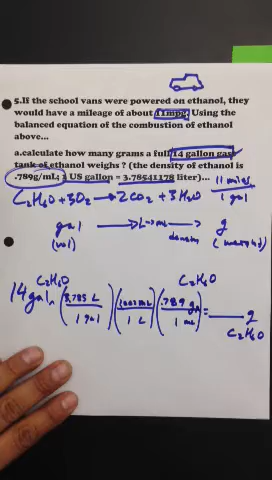 5.If the school vans were powered on ethanol, they
would have a mileage of about 11mpg. Using the
balanced equation of the combustion of ethanol
above...
a.calculate how many grams a full 14 gallon gas
tank of ethanol weighs ? (the density of ethanol is
.789g/mL; 1 US gallon = 3.78541178 liter)...
C₂H₆O + 3O₂ → 2CO₂ + 3H₂O
11 miles
1 gal
gal → L→mL → g
(vol) density (mass)
C₂H₆O C₂H₆O
14 gal (3.785 L / 1 gal) (1000 mL / 1 L) (.789 g / 1 mL) = ___ g
C₂H₆O